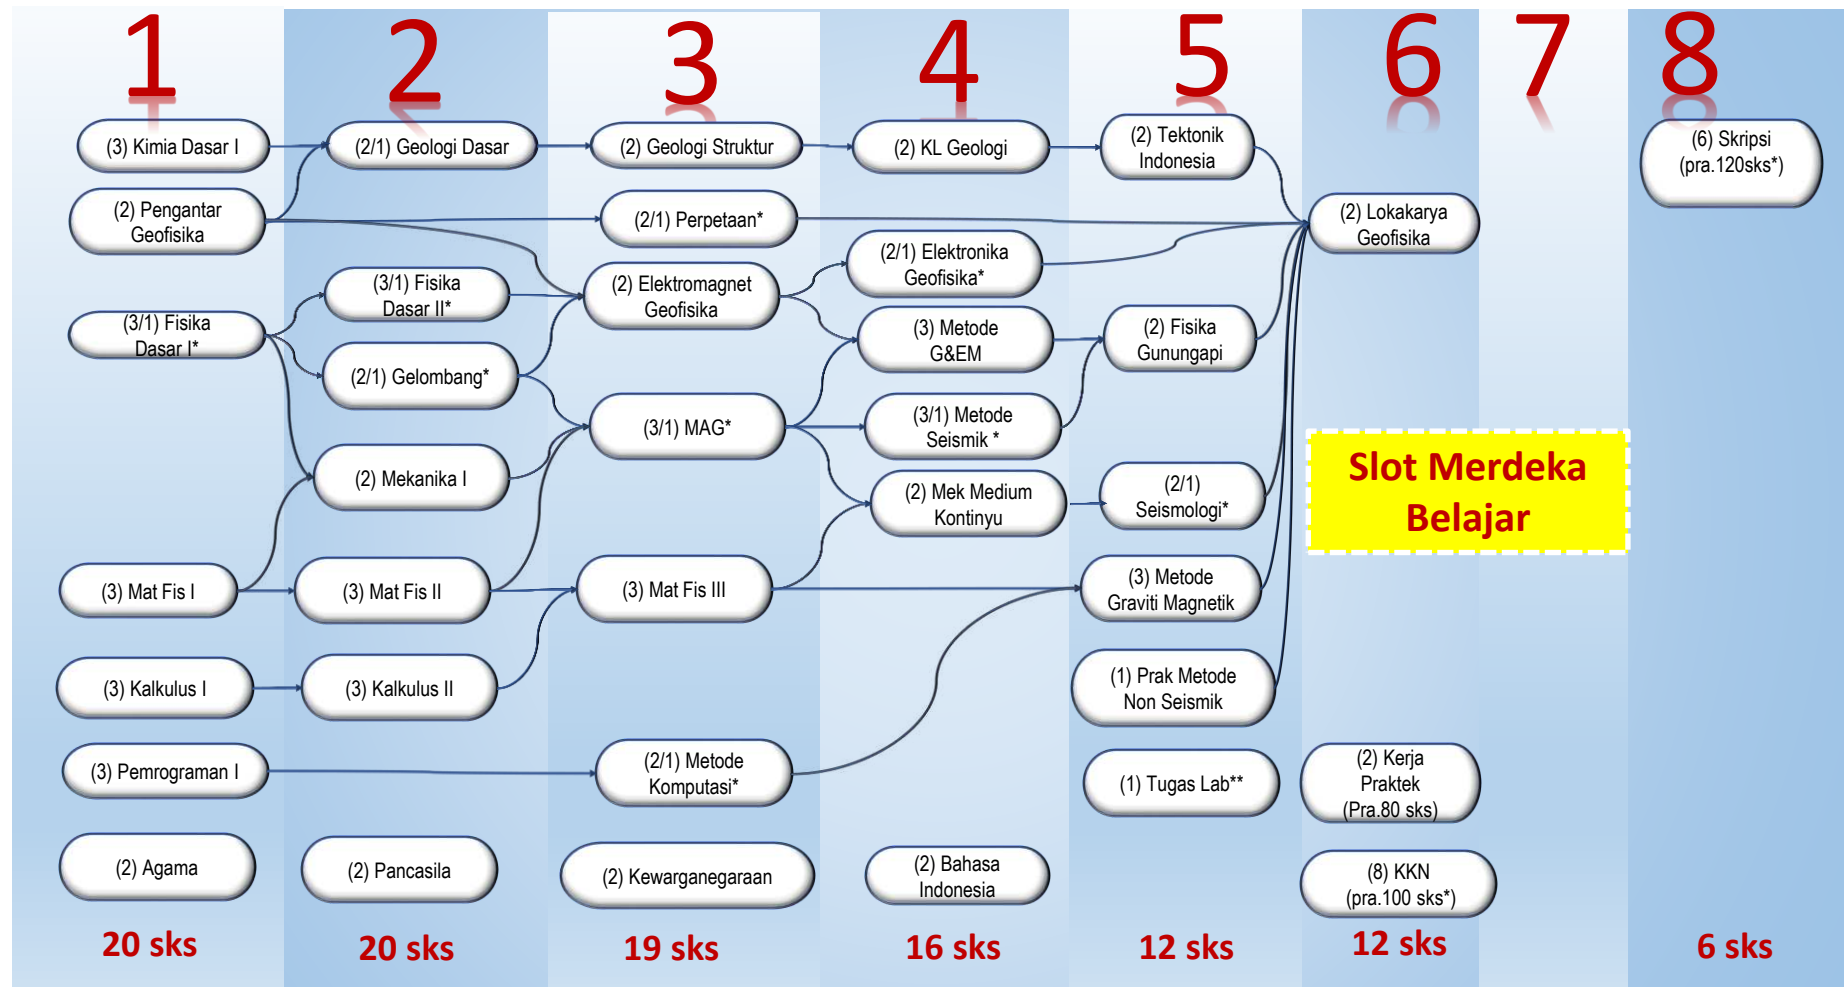 1
2
3
4
5
6
7
8
(3) Kimia Dasar I
(2) Pengantar
Geofisika
(3/1) Fisika
Dasar I*
(3) Mat Fis I
(3) Kalkulus I
(3) Pemrograman I
(2) Agama
20 sks
(2/1) Geologi Dasar
(3/1) Fisika
Dasar II*
(2/1) Gelombang*
(2) Mekanika I
(3) Mat Fis II
(3) Kalkulus II
(2) Pancasila
20 sks
(2) Geologi Struktur
(2/1) Perpetaan*
(2) Elektromagnet
Geofisika
(3/1) MAG*
(3) Mat Fis III
(2/1) Metode
Komputasi*
(2) Kewarganegaraan
19 sks
(2) KL Geologi
(2/1) Elektronika
Geofisika*
(3) Metode
G&EM
(3/1) Metode
Seismik *
(2) Mek Medium
Kontinyu
(2) Bahasa
Indonesia
16 sks
(2) Tektonik
Indonesia
(2) Fisika
Gunungapi
(2/1)
Seismologi*
(3) Metode
Graviti Magnetik
(1) Prak Metode
Non Seismik
(1) Tugas Lab**
12 sks
(2) Lokakarya
Geofisika
Slot Merdeka
Belajar
(2) Kerja
Praktek
(Pra.80 sks)
(8) KKN
(pra.100 sks*)
12 sks
(6) Skripsi
(pra.120sks*)
6 sks